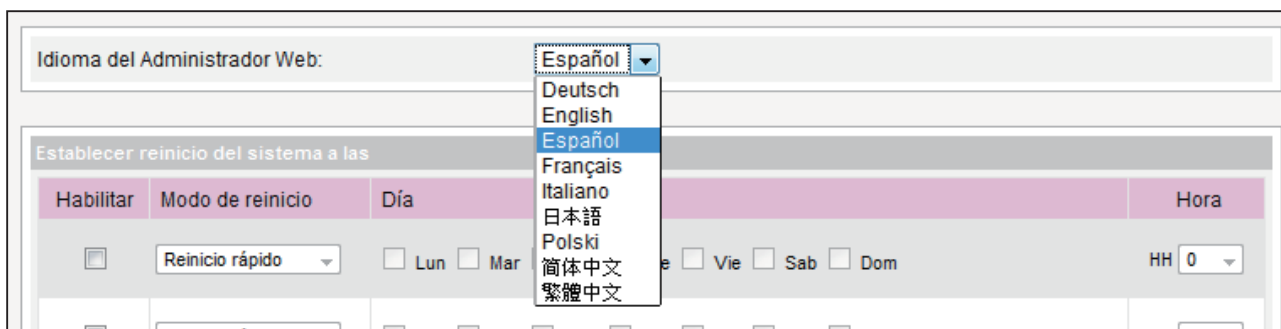 Idioma del Administrador Web: Español
Deutsch
English
Español
Français
Italiano
日本語
Polski
简体中文
繁體中文
Establecer reinicio del sistema a las
Habilitar Modo de reinicio Día Hora
Reinicio rápido Lun Mar Vie Sab Dom HH 0